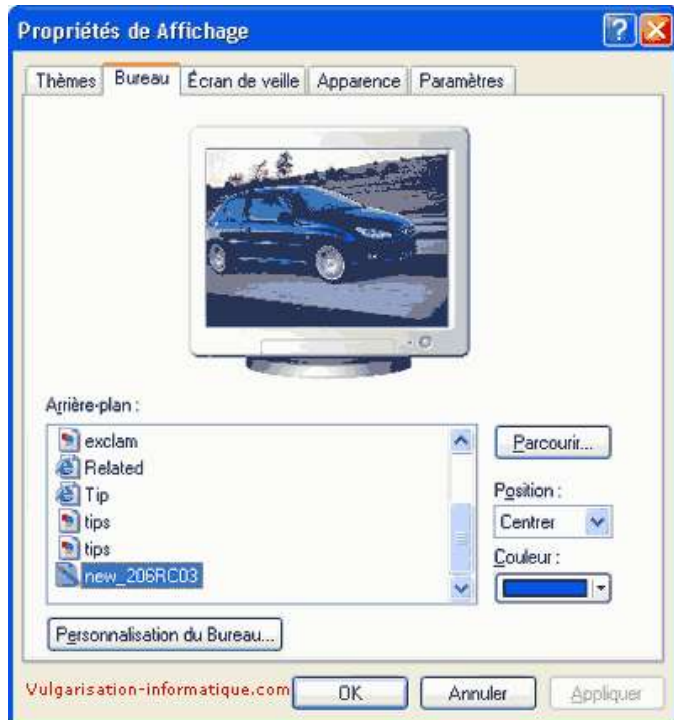 Propriétés de Affichage
Thèmes Bureau Écran de veille Apparence Paramètres
Arrière-plan :
exclam
Related
Tip
tips
tips
new_206RC03
Parcourir...
Position :
Centrer
Couleur :
Personnalisation du Bureau...
Vulgarisation-informatique.com
OK Annuler Appliquer